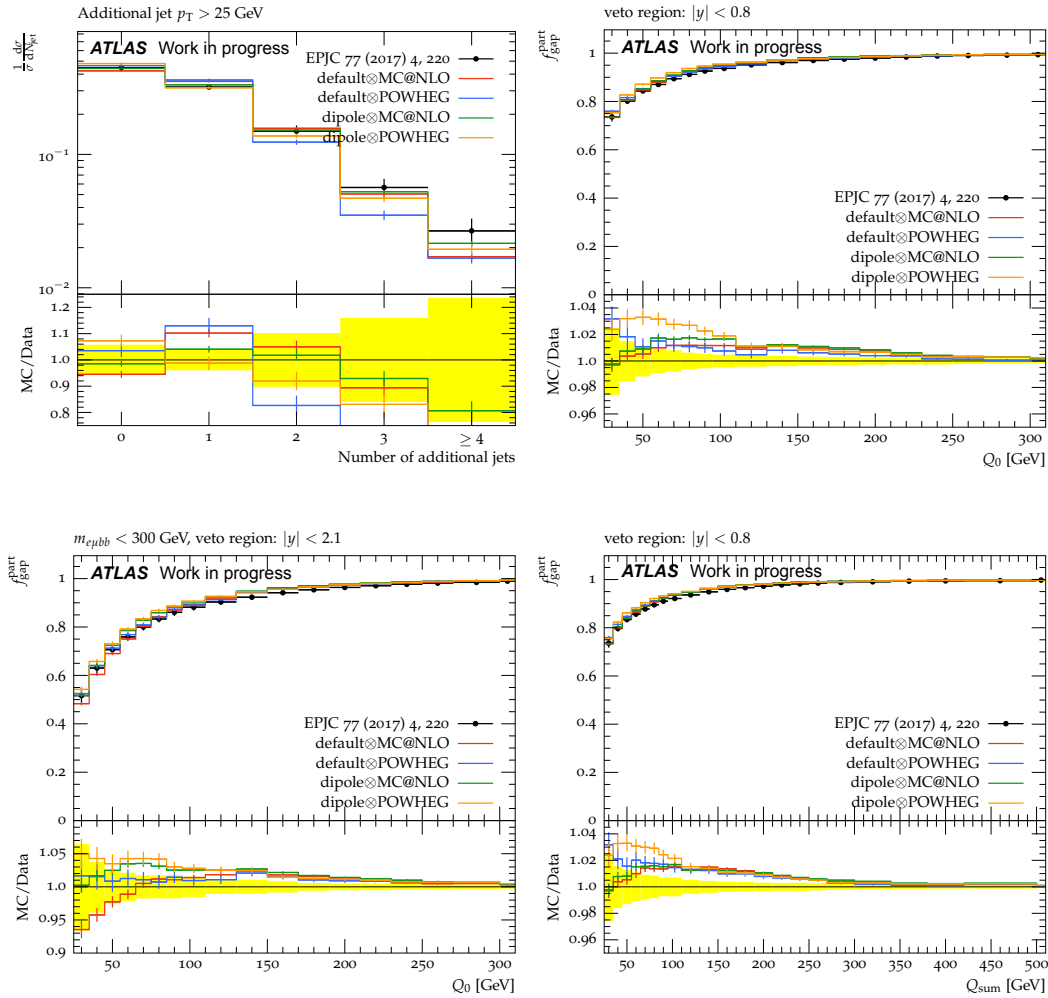 Additional jet pT > 25 GeV
1/σ dσ/dNjet
ATLAS Work in progress
EPJC 77 (2017) 4, 220
default⊗MC@NLO
default⊗POWHEG
dipole⊗MC@NLO
dipole⊗POWHEG
10⁻¹
10⁻²
MC/Data
1.2
1.1
1.0
0.9
0.8
0 1 2 3 ≥ 4
Number of additional jets
veto region: |y| < 0.8
f_gap^part
ATLAS Work in progress
1
0.8
0.6
0.4
0.2
0
EPJC 77 (2017) 4, 220
default⊗MC@NLO
default⊗POWHEG
dipole⊗MC@NLO
dipole⊗POWHEG
MC/Data
1.04
1.02
1.00
0.98
0.96
50 100 150 200 250 300
Q0 [GeV]
m_eμbb < 300 GeV, veto region: |y| < 2.1
f_gap^part
ATLAS Work in progress
1
0.8
0.6
0.4
0.2
0
EPJC 77 (2017) 4, 220
default⊗MC@NLO
default⊗POWHEG
dipole⊗MC@NLO
dipole⊗POWHEG
MC/Data
1.05
1.0
0.95
0.9
50 100 150 200 250 300
Q0 [GeV]
veto region: |y| < 0.8
f_gap^part
ATLAS Work in progress
1
0.8
0.6
0.4
0.2
0
EPJC 77 (2017) 4, 220
default⊗MC@NLO
default⊗POWHEG
dipole⊗MC@NLO
dipole⊗POWHEG
MC/Data
1.04
1.02
1.00
0.98
0.96
50 100 150 200 250 300 350 400 450 500
Qsum [GeV]